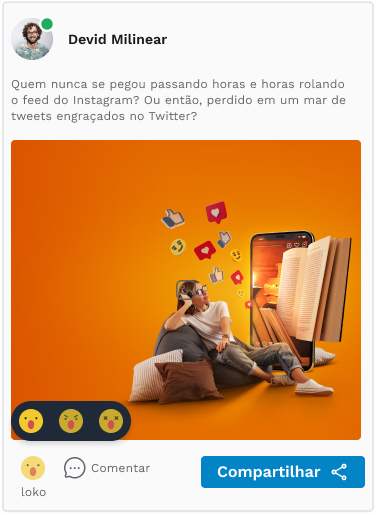 Devid Milinear
Quem nunca se pegou passando horas e horas rolando
o feed do Instagram? Ou então, perdido em um mar de
tweets engraçados no Twitter?
Comentar
Compartilhar
loko